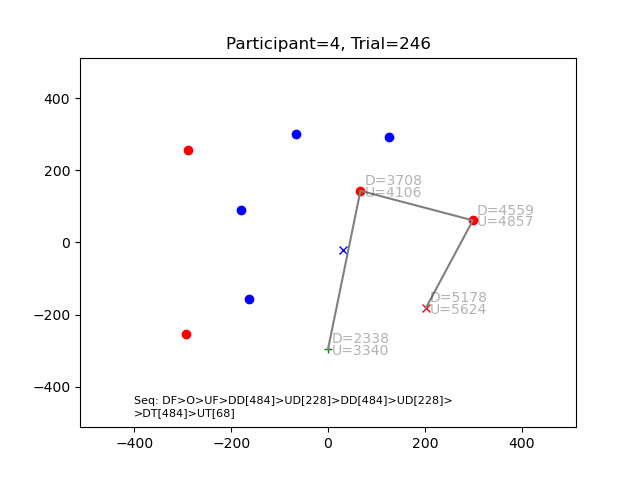 Participant=4, Trial=246
400
200
0
−200
−400
D=3708
U=4106
D=4559
U=4857
D=5178
U=5624
D=2338
U=3340
Seq: DF>O>UF>DD[484]>UD[228]>DD[484]>UD[228]>
>DT[484]>UT[68]
−400
−200
0
200
400